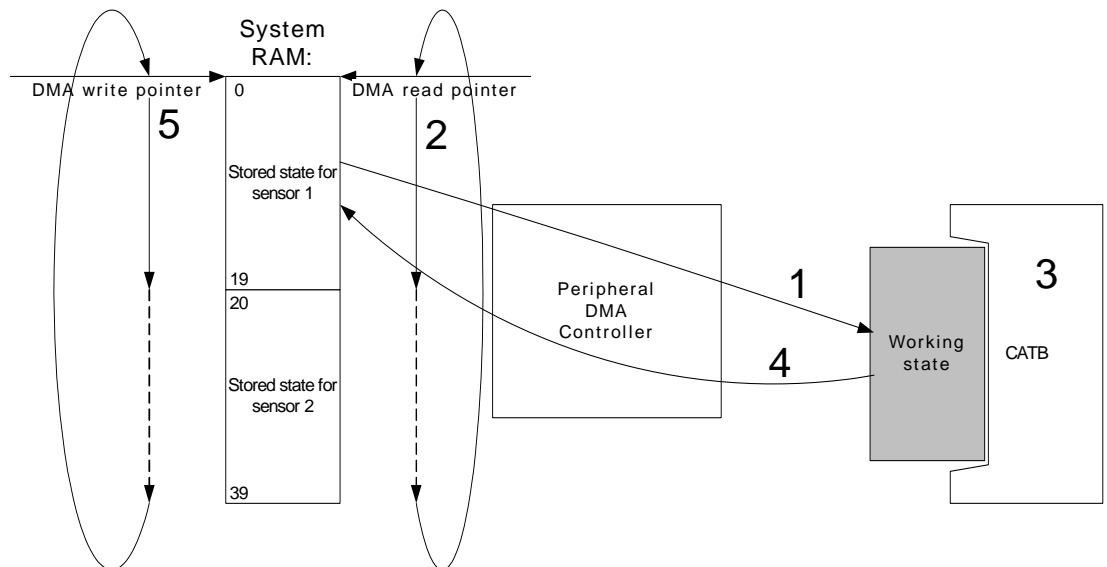 System
RAM:
DMA write pointer
0
DMA read pointer
5
2
Stored state for
sensor 1
19
20
Stored state for
sensor 2
39
Peripheral
DMA
Controller
1
4
Working
state
3
CATB